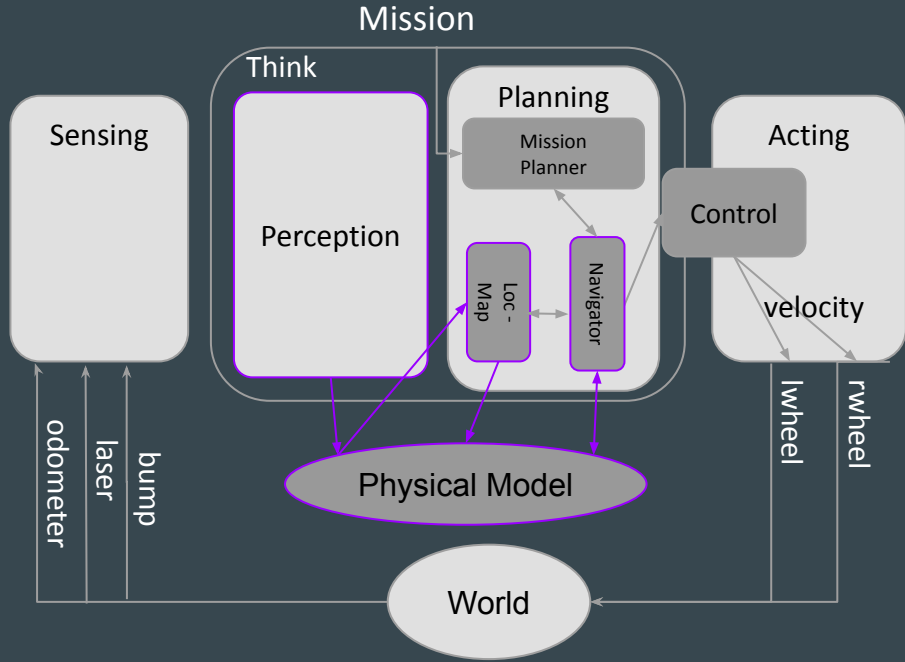 Mission
Think
Sensing
Perception
Planning
Mission
Planner
Loc -
Map
Navigator
Acting
Control
velocity
odometer
laser
bump
lwheel
rwheel
Physical Model
World